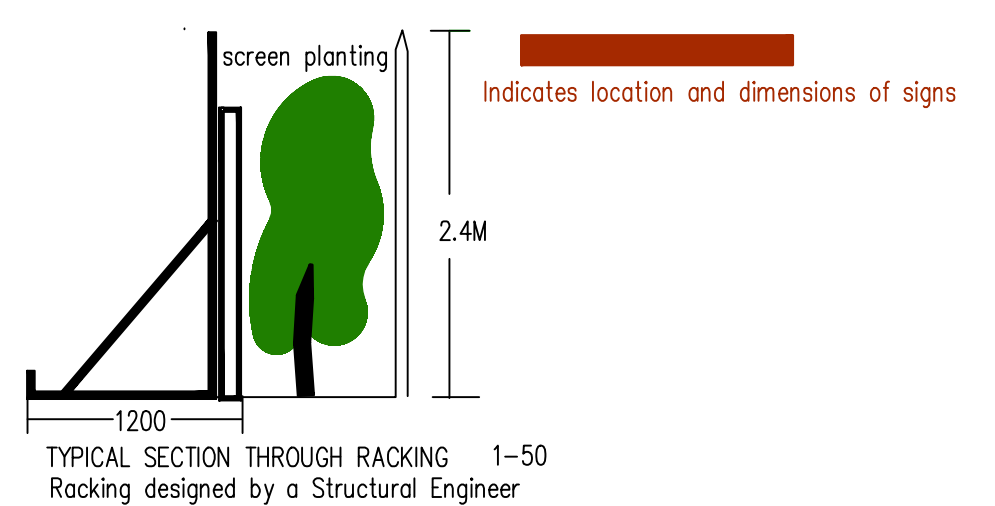 screen planting
Indicates location and dimensions of signs
2.4M
1200
TYPICAL SECTION THROUGH RACKING 1-50
Racking designed by a Structural Engineer